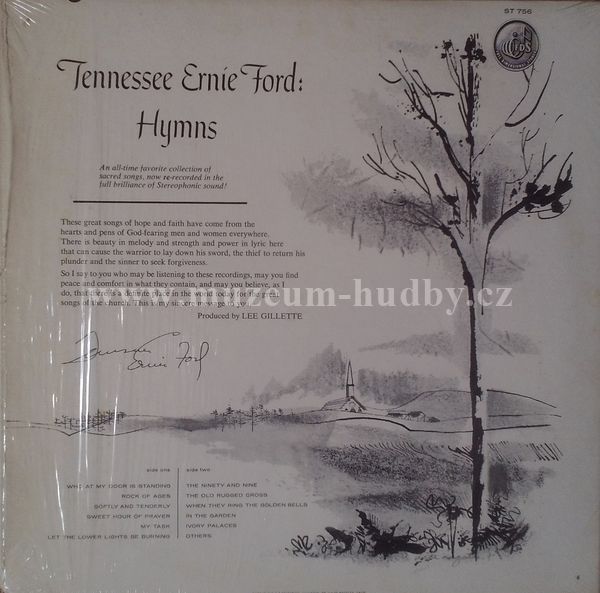 ST 756
FDS
Tennessee Ernie Ford:
Hymns
An all-time favorite collection of
sacred songs, now re-recorded in the
full brilliance of Stereophonic sound!
These great songs of hope and faith have come from the
hearts and pens of God-fearing men and women everywhere.
There is beauty in melody and strength and power in lyric here
that can cause the warrior to lay down his sword, the thief to return his
plunder and the sinner to seek forgiveness.
So I say to you who may be listening to these recordings, may you find
peace and comfort in what they contain, and may you believe, as I
do, that there is a definite place in the world today for the great
songs of the church. This is my sincere message to you.
www.muzeum-hudby.cz
Produced by LEE GILLETTE
Tennessee
Ernie Ford
side one
WHO AT MY DOOR IS STANDING
ROCK OF AGES
SOFTLY AND TENDERLY
SWEET HOUR OF PRAYER
MY TASK
LET THE LOWER LIGHTS BE BURNING
side two
THE NINETY AND NINE
THE OLD RUGGED CROSS
WHEN THEY RING THE GOLDEN BELLS
IN THE GARDEN
IVORY PALACES
OTHERS